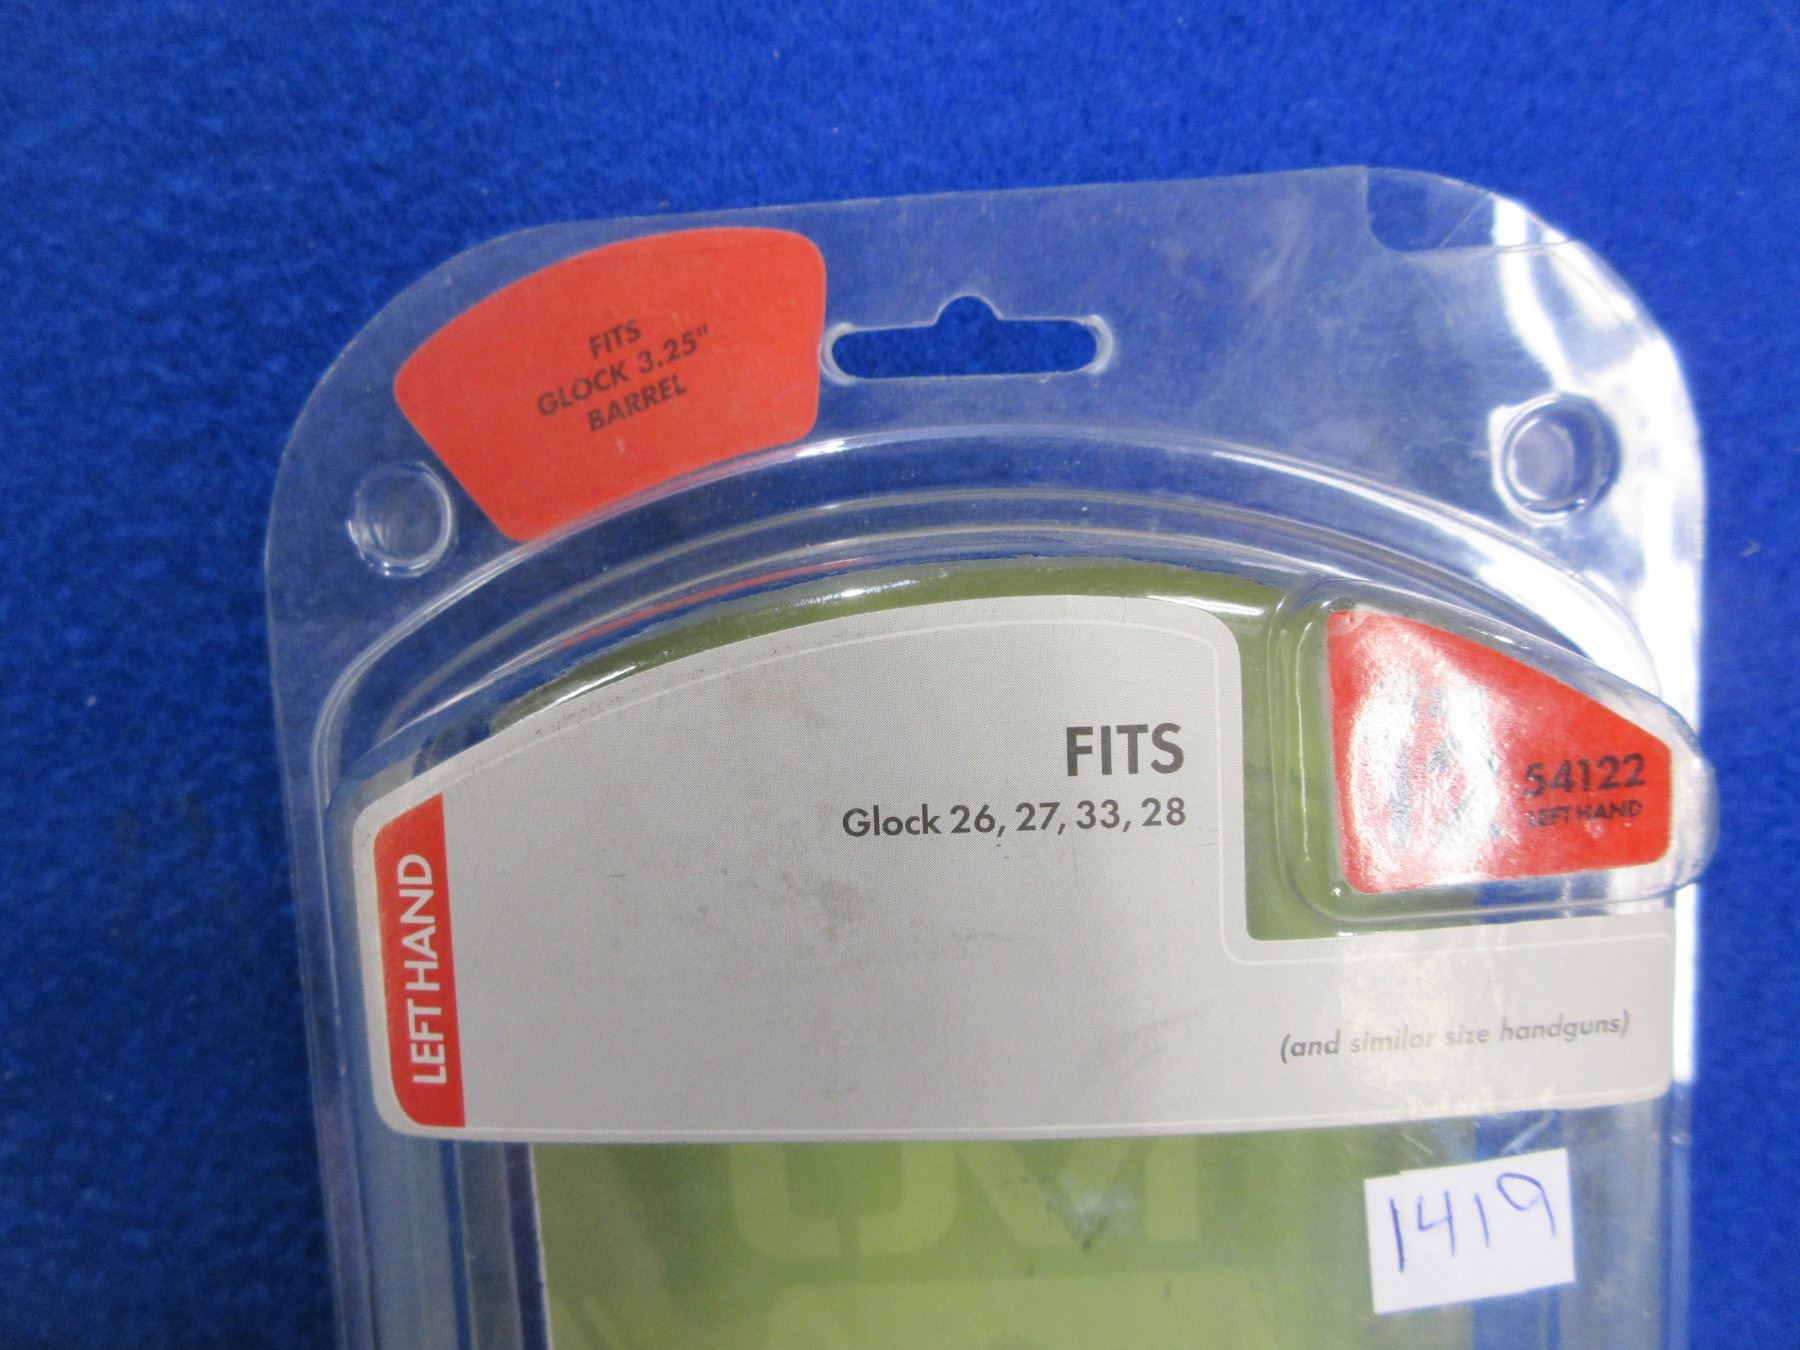 FITS
GLOCK 3.25"
BARREL
FITS
Glock 26, 27, 33, 28
54122
LEFT HAND
LEFT HAND
(and similar size handguns)
1419